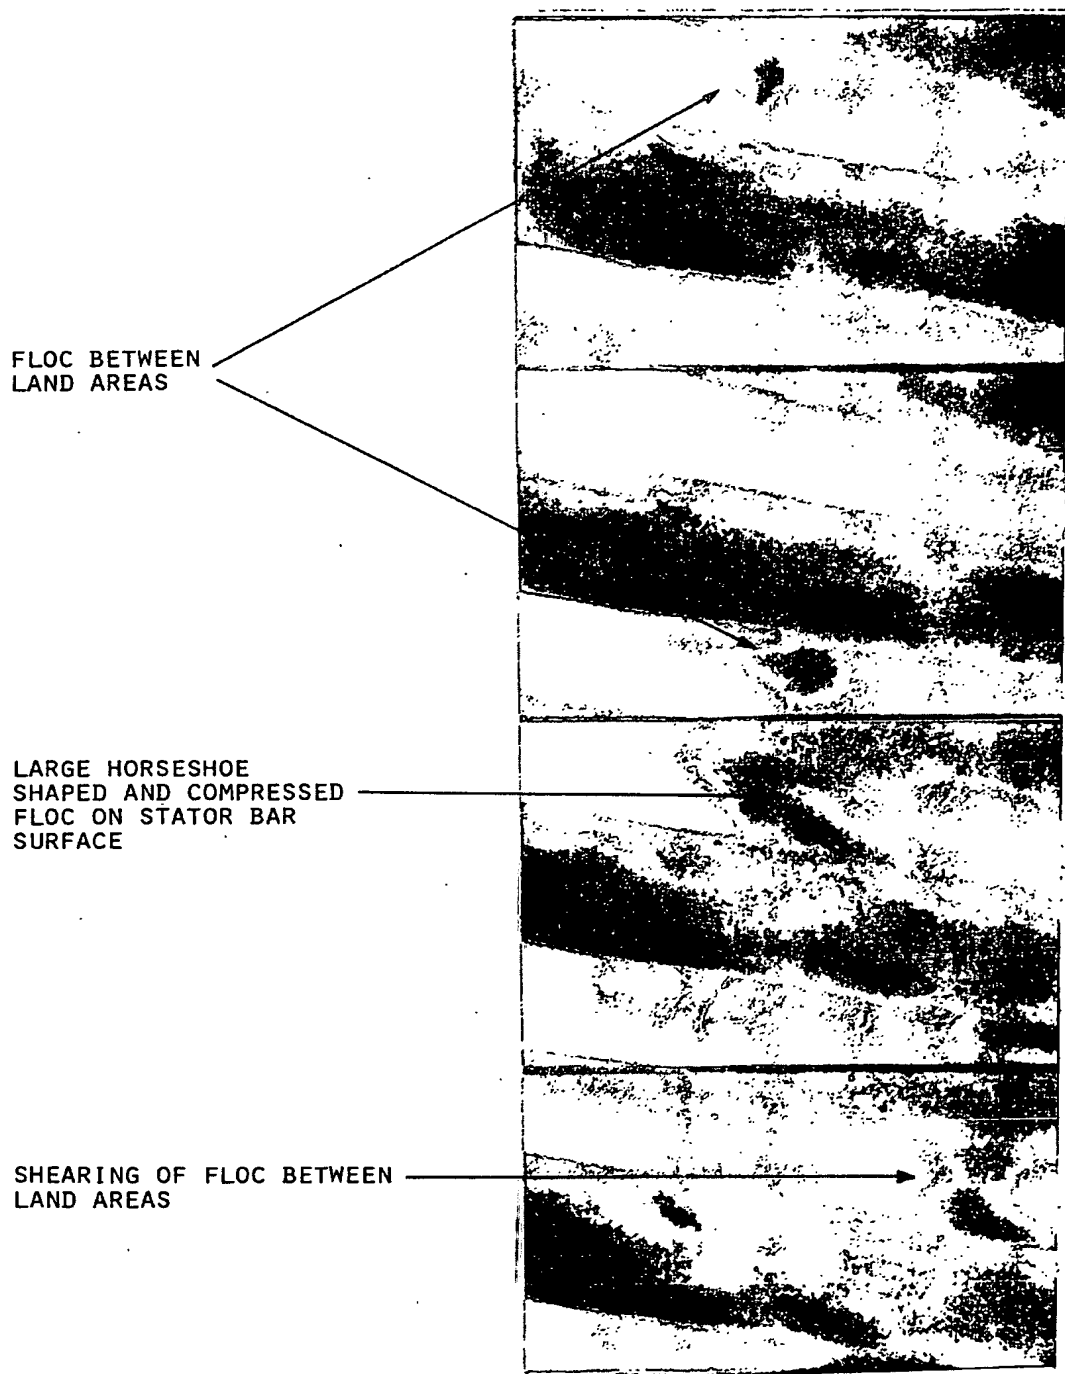 FLOC BETWEEN
LAND AREAS
LARGE HORSESHOE
SHAPED AND COMPRESSED
FLOC ON STATOR BAR
SURFACE
SHEARING OF FLOC BETWEEN
LAND AREAS